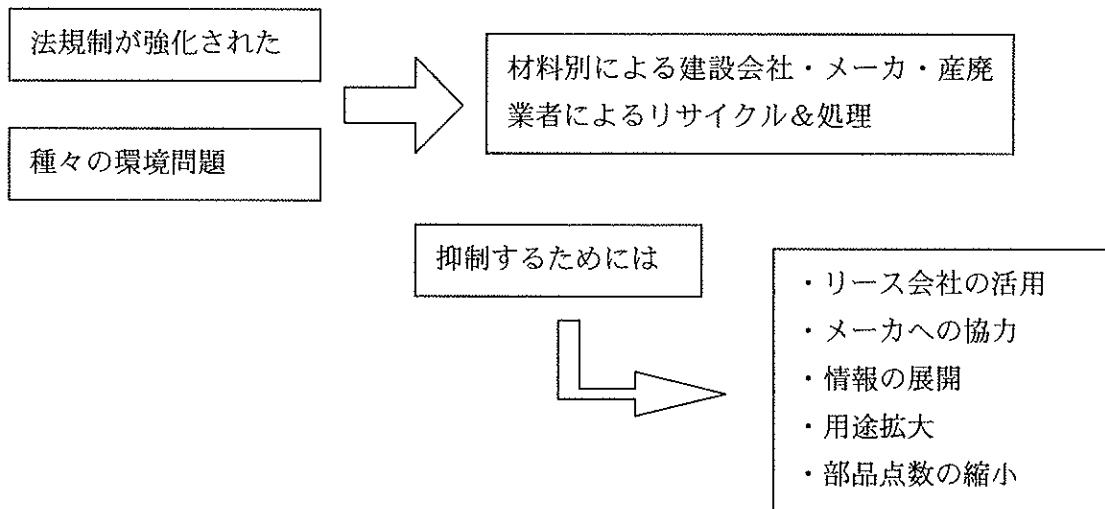 法規制が強化された
種々の環境問題
材料別による建設会社・メーカ・産廃
業者によるリサイクル＆処理
抑制するためには
・リース会社の活用
・メーカへの協力
・情報の展開
・用途拡大
・部品点数の縮小